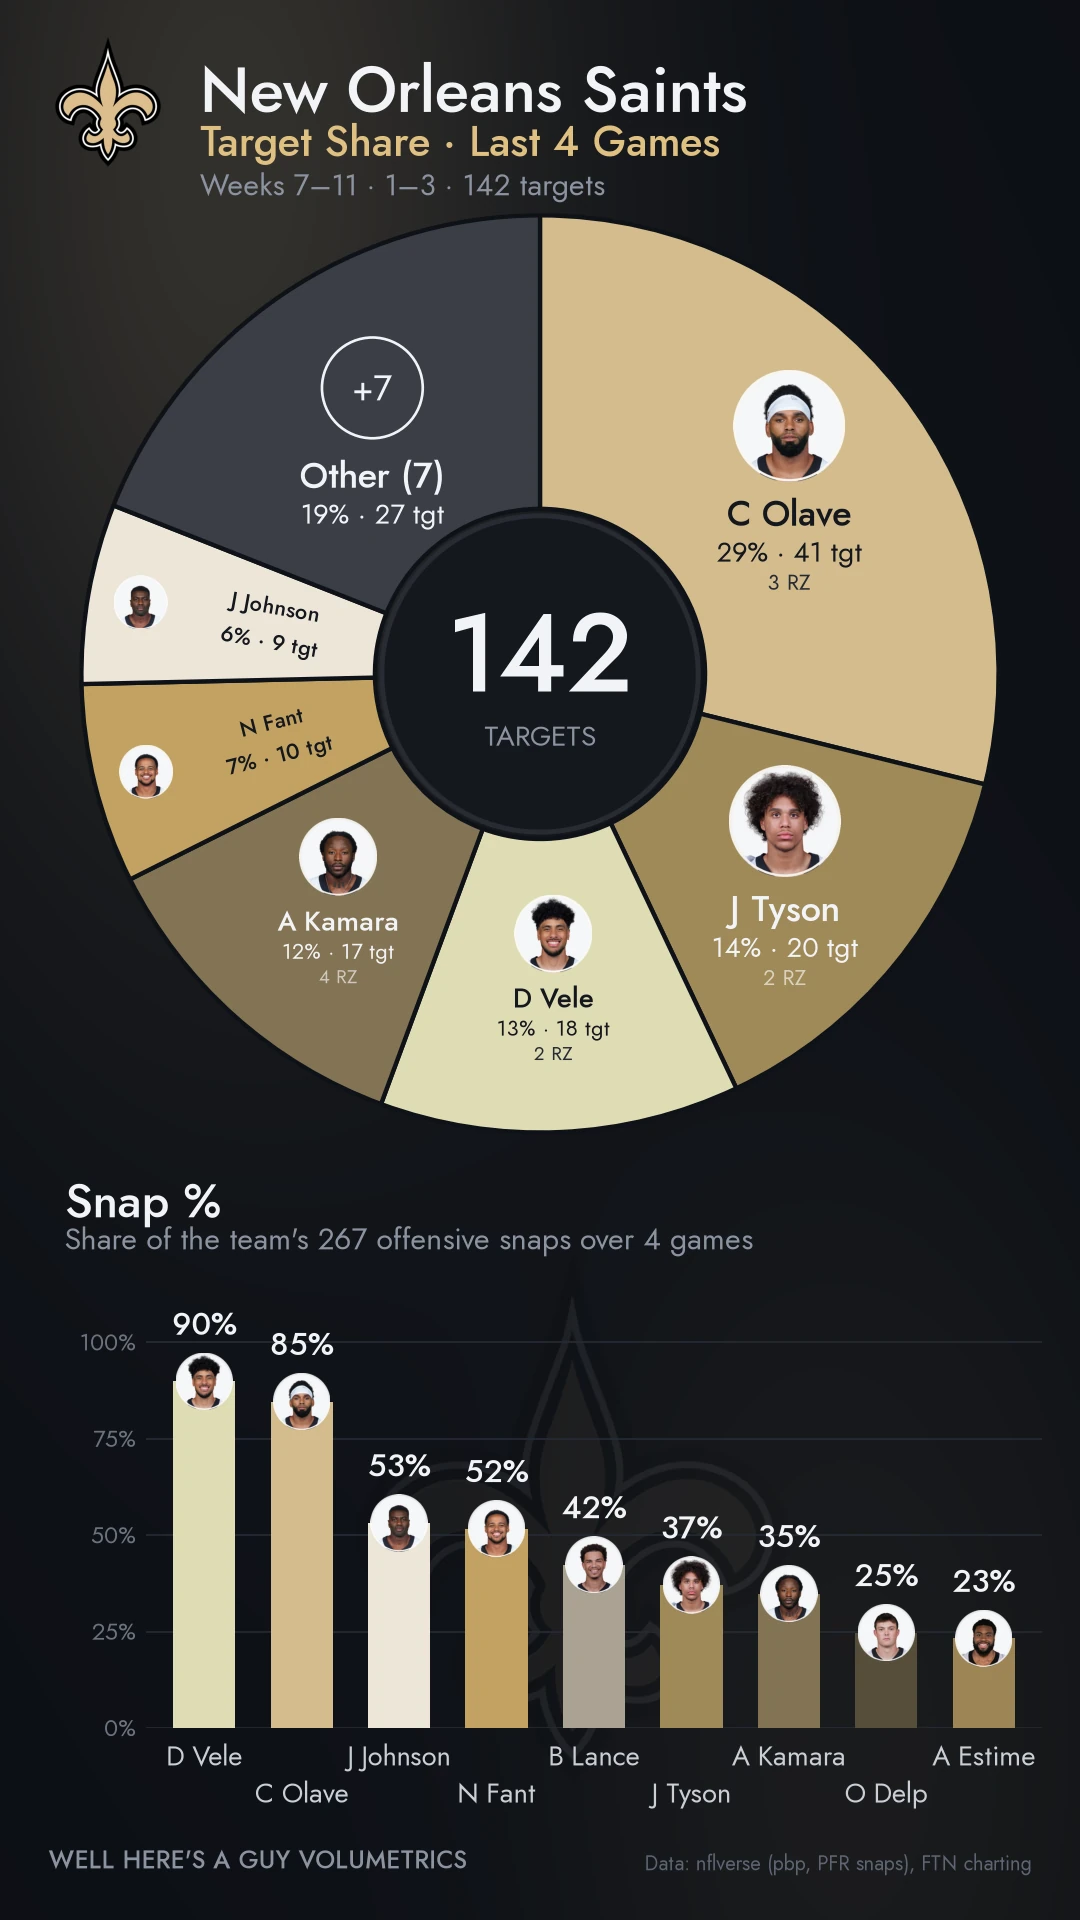 New Orleans Saints
Target Share · Last 4 Games
Weeks 7–11 · 1–3 · 142 targets
+7
Other (7)
19% · 27 tgt
C Olave
29% · 41 tgt
3 RZ
J Johnson
6% · 9 tgt
142
TARGETS
N Fant
7% · 10 tgt
A Kamara
12% · 17 tgt
4 RZ
D Vele
13% · 18 tgt
2 RZ
J Tyson
14% · 20 tgt
2 RZ
Snap %
Share of the team's 267 offensive snaps over 4 games
100%
75%
50%
25%
0%
90%
85%
53%
52%
42%
37%
35%
25%
23%
D Vele
C Olave
J Johnson
N Fant
B Lance
J Tyson
A Kamara
O Delp
A Estime
WELL HERE'S A GUY VOLUMETRICS
Data: nflverse (pbp, PFR snaps), FTN charting